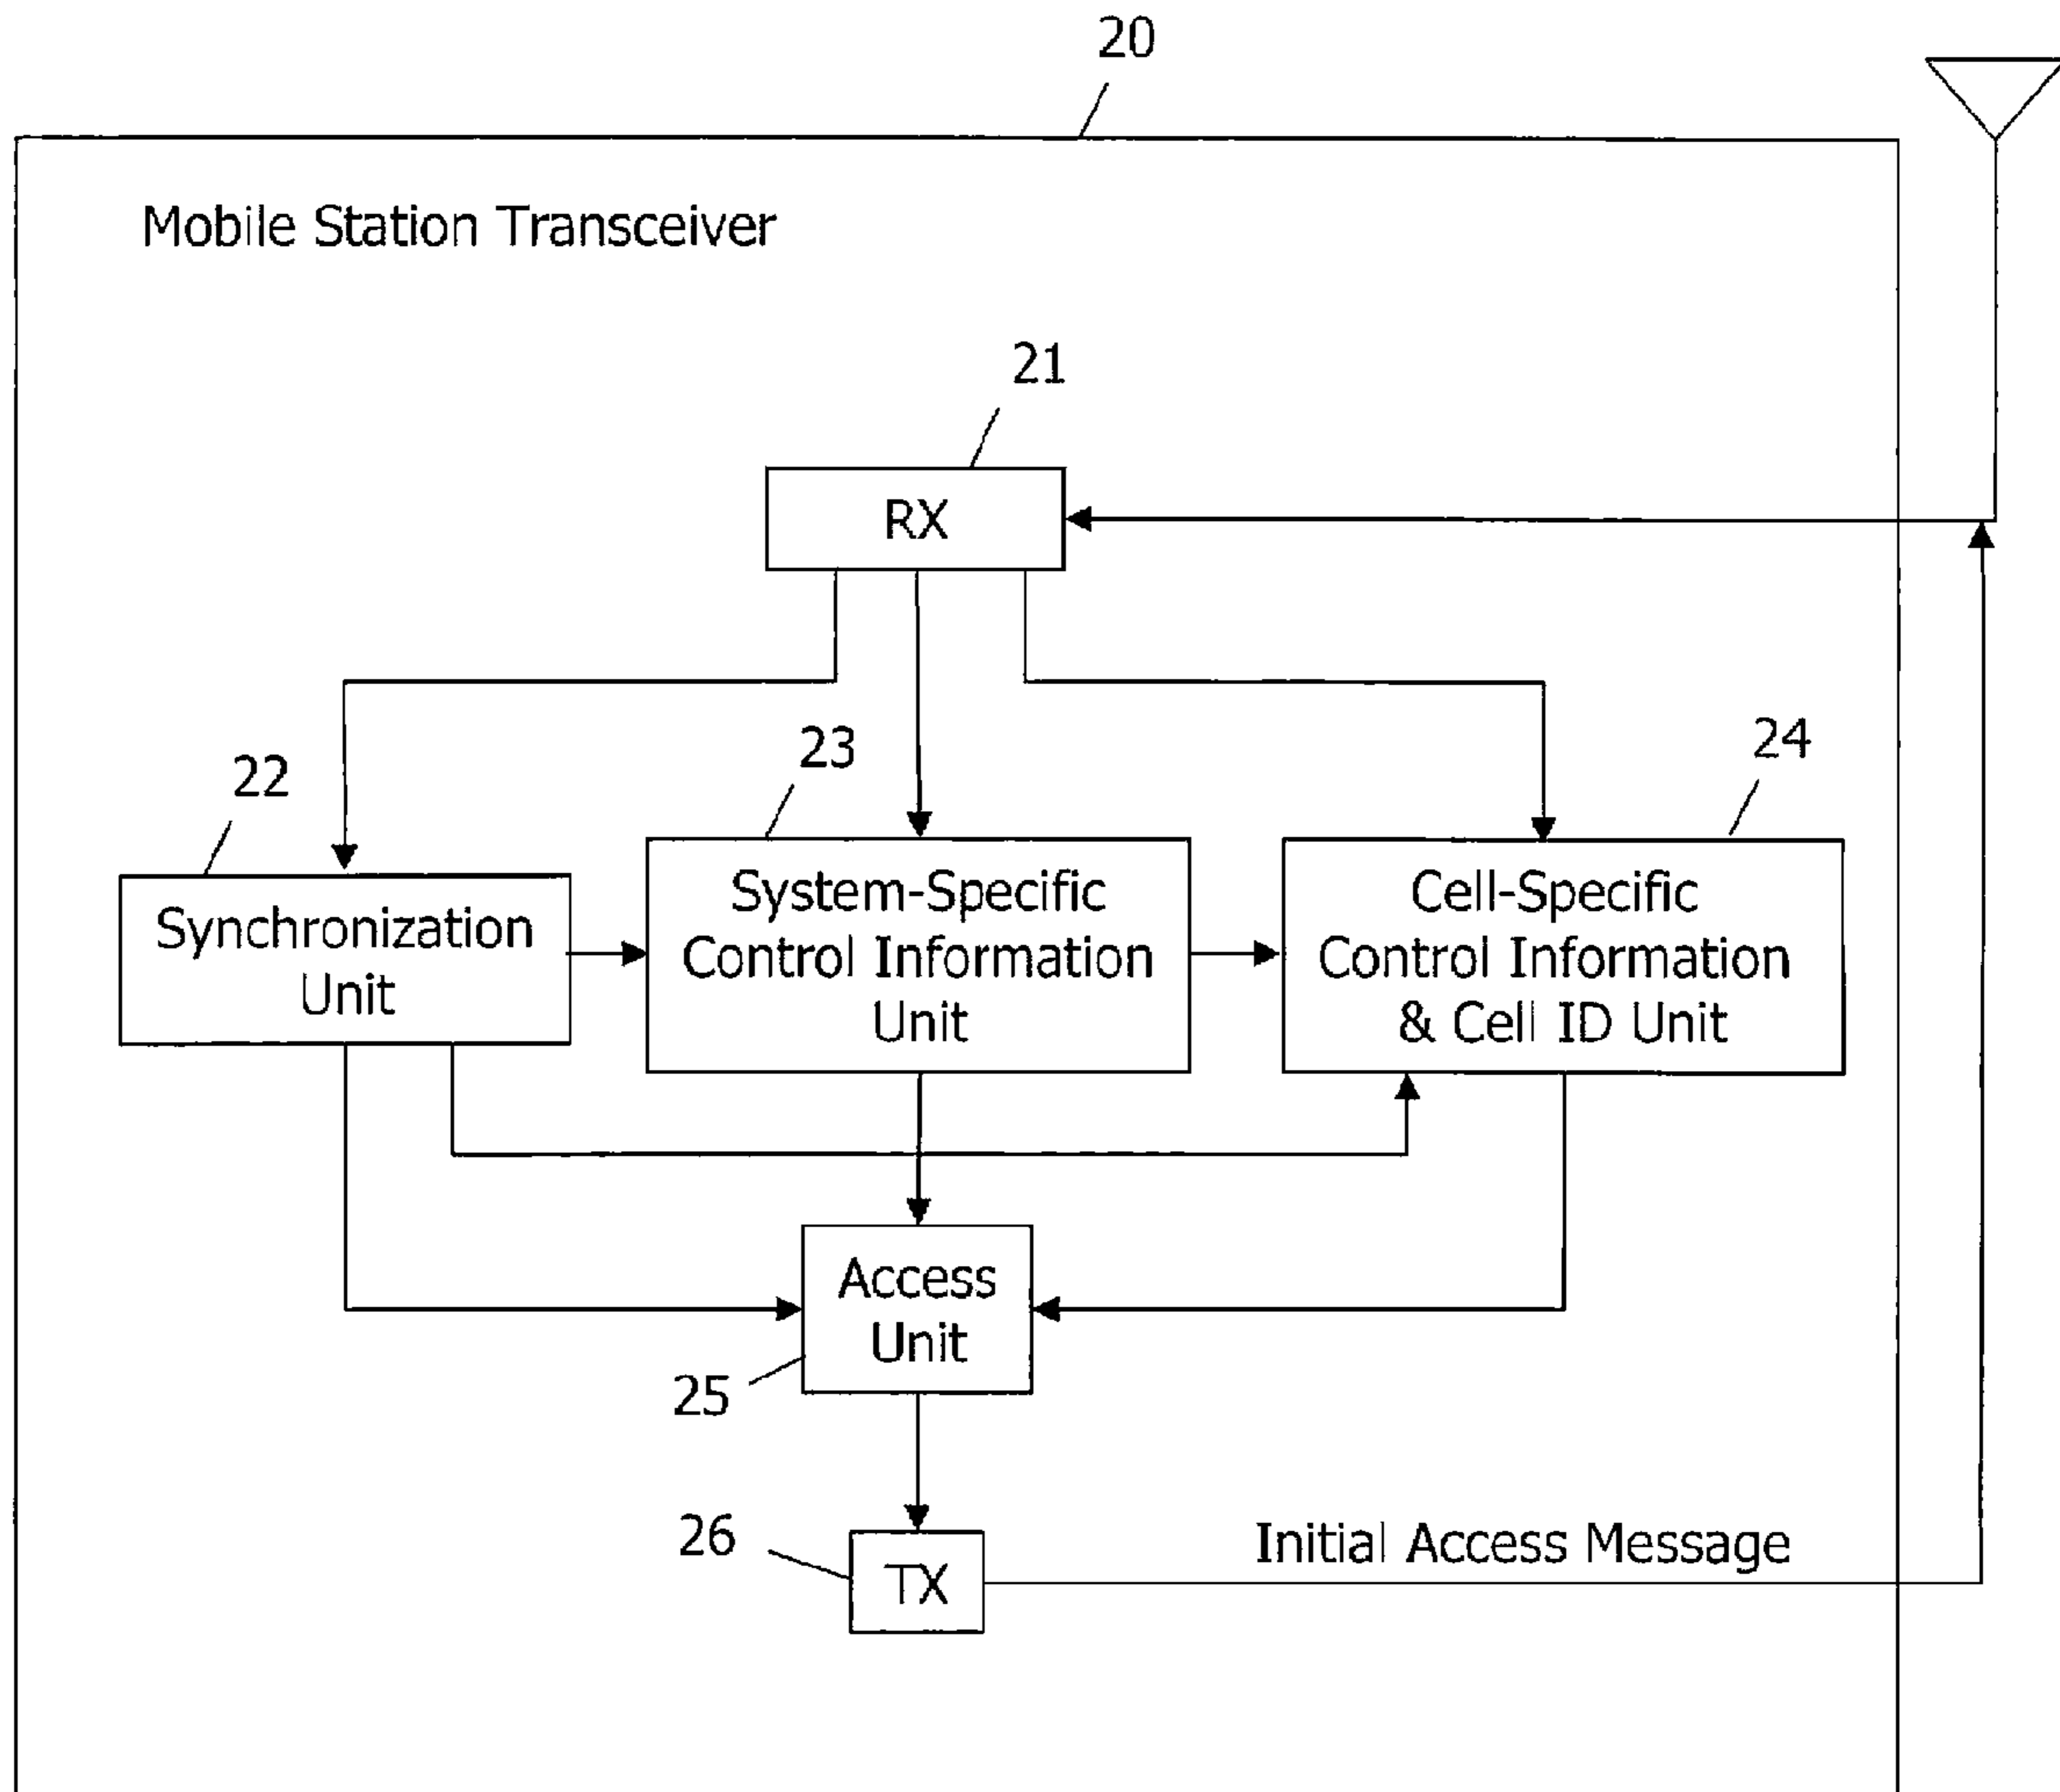 20
Mobile Station Transceiver
21
RX
22
23
24
Synchronization
Unit
System-Specific
Control Information
Unit
Cell-Specific
Control Information
& Cell ID Unit
Access
Unit
25
26
TX
Initial Access Message